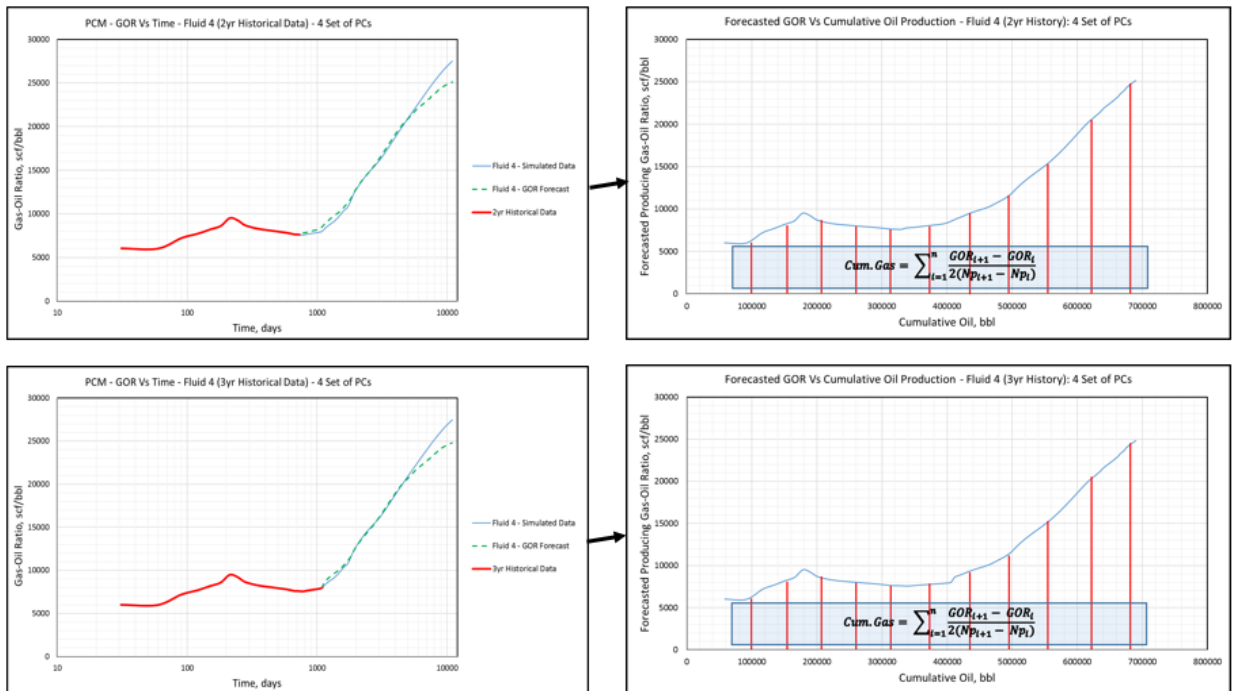 PCM - GOR Vs Time - Fluid 4 (2yr Historical Data) - 4 Set of PCs
Gas-Oil Ratio, scf/bbl
30000
25000
20000
15000
10000
5000
0
10
100
1000
10000
Time, days
Fluid 4 - Simulated Data
Fluid 4 - GOR Forecast
2yr Historical Data
Forecasted GOR Vs Cumulative Oil Production - Fluid 4 (2yr History): 4 Set of PCs
Forecasted Producing Gas-Oil Ratio, scf/bbl
30000
25000
20000
15000
10000
5000
0
Cum. Gas = ∑ⁿᵢ₌₁ (GORᵢ₊₁ − GORᵢ) / 2(Npᵢ₊₁ − Npᵢ)
0
100000
200000
300000
400000
500000
600000
700000
800000
Cumulative Oil, bbl
PCM - GOR Vs Time - Fluid 4 (3yr Historical Data) - 4 Set of PCs
Gas-Oil Ratio, scf/bbl
30000
25000
20000
15000
10000
5000
0
10
100
1000
10000
Time, days
Fluid 4 - Simulated Data
Fluid 4 - GOR Forecast
3yr Historical Data
Forecasted GOR Vs Cumulative Oil Production - Fluid 4 (3yr History): 4 Set of PCs
Forecasted Producing Gas-Oil Ratio, scf/bbl
30000
25000
20000
15000
10000
5000
0
Cum. Gas = ∑ⁿᵢ₌₁ (GORᵢ₊₁ − GORᵢ) / 2(Npᵢ₊₁ − Npᵢ)
0
100000
200000
300000
400000
500000
600000
700000
800000
Cumulative Oil, bbl